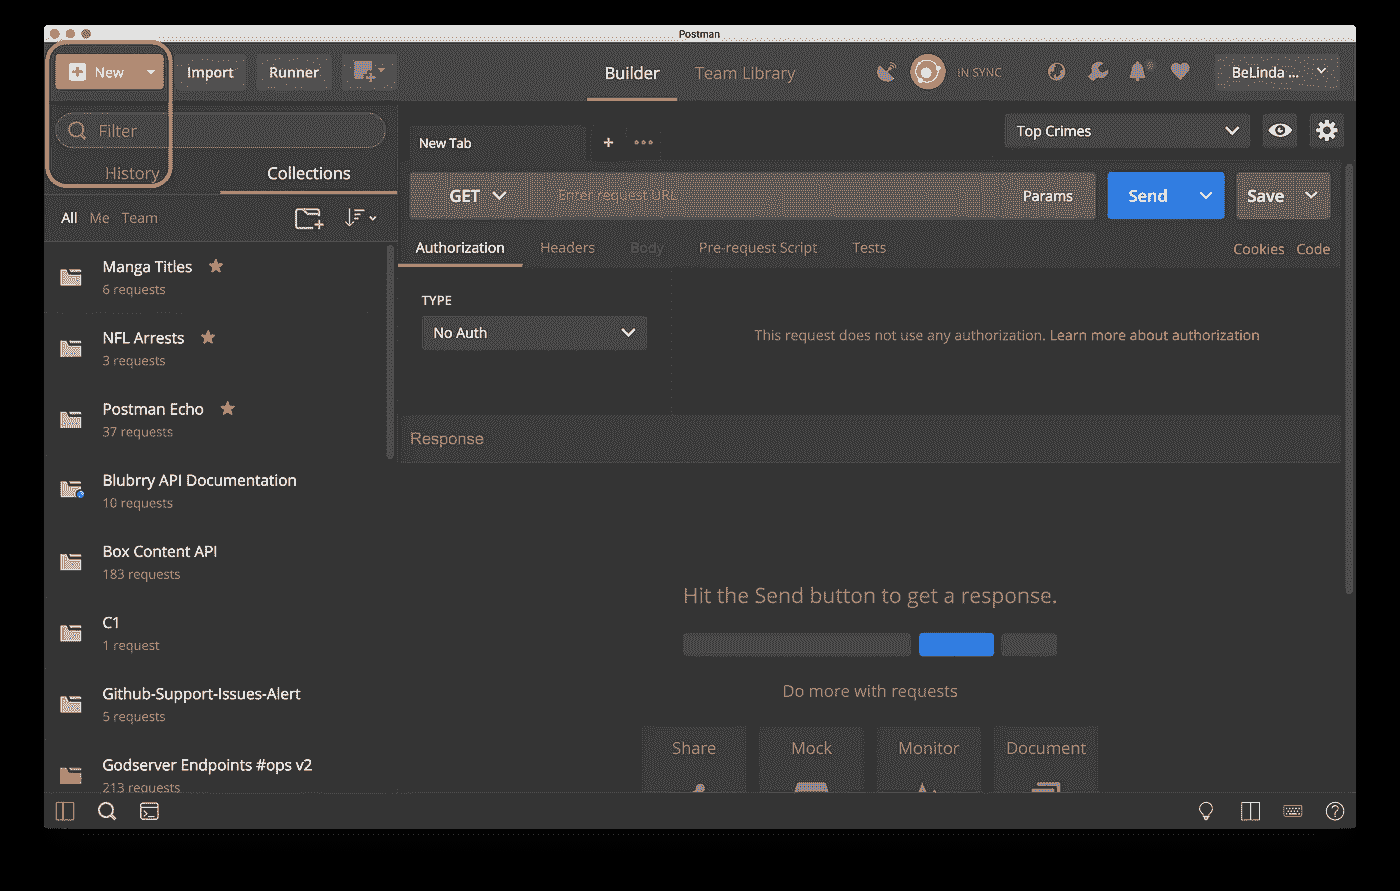 Postman
New Import Runner Builder Team Library IN SYNC BeLinda ...
Filter
History Collections
All Me Team
Manga Titles
6 requests
NFL Arrests
3 requests
Postman Echo
37 requests
Blubrry API Documentation
10 requests
Box Content API
183 requests
C1
1 request
Github-Support-Issues-Alert
5 requests
Godserver Endpoints #ops v2
213 requests
New Tab + ••• Top Crimes
GET Enter request URL Params Send Save
Authorization Headers Body Pre-request Script Tests Cookies Code
TYPE
No Auth
This request does not use any authorization. Learn more about authorization
Response
Hit the Send button to get a response.
Do more with requests
Share Mock Monitor Document